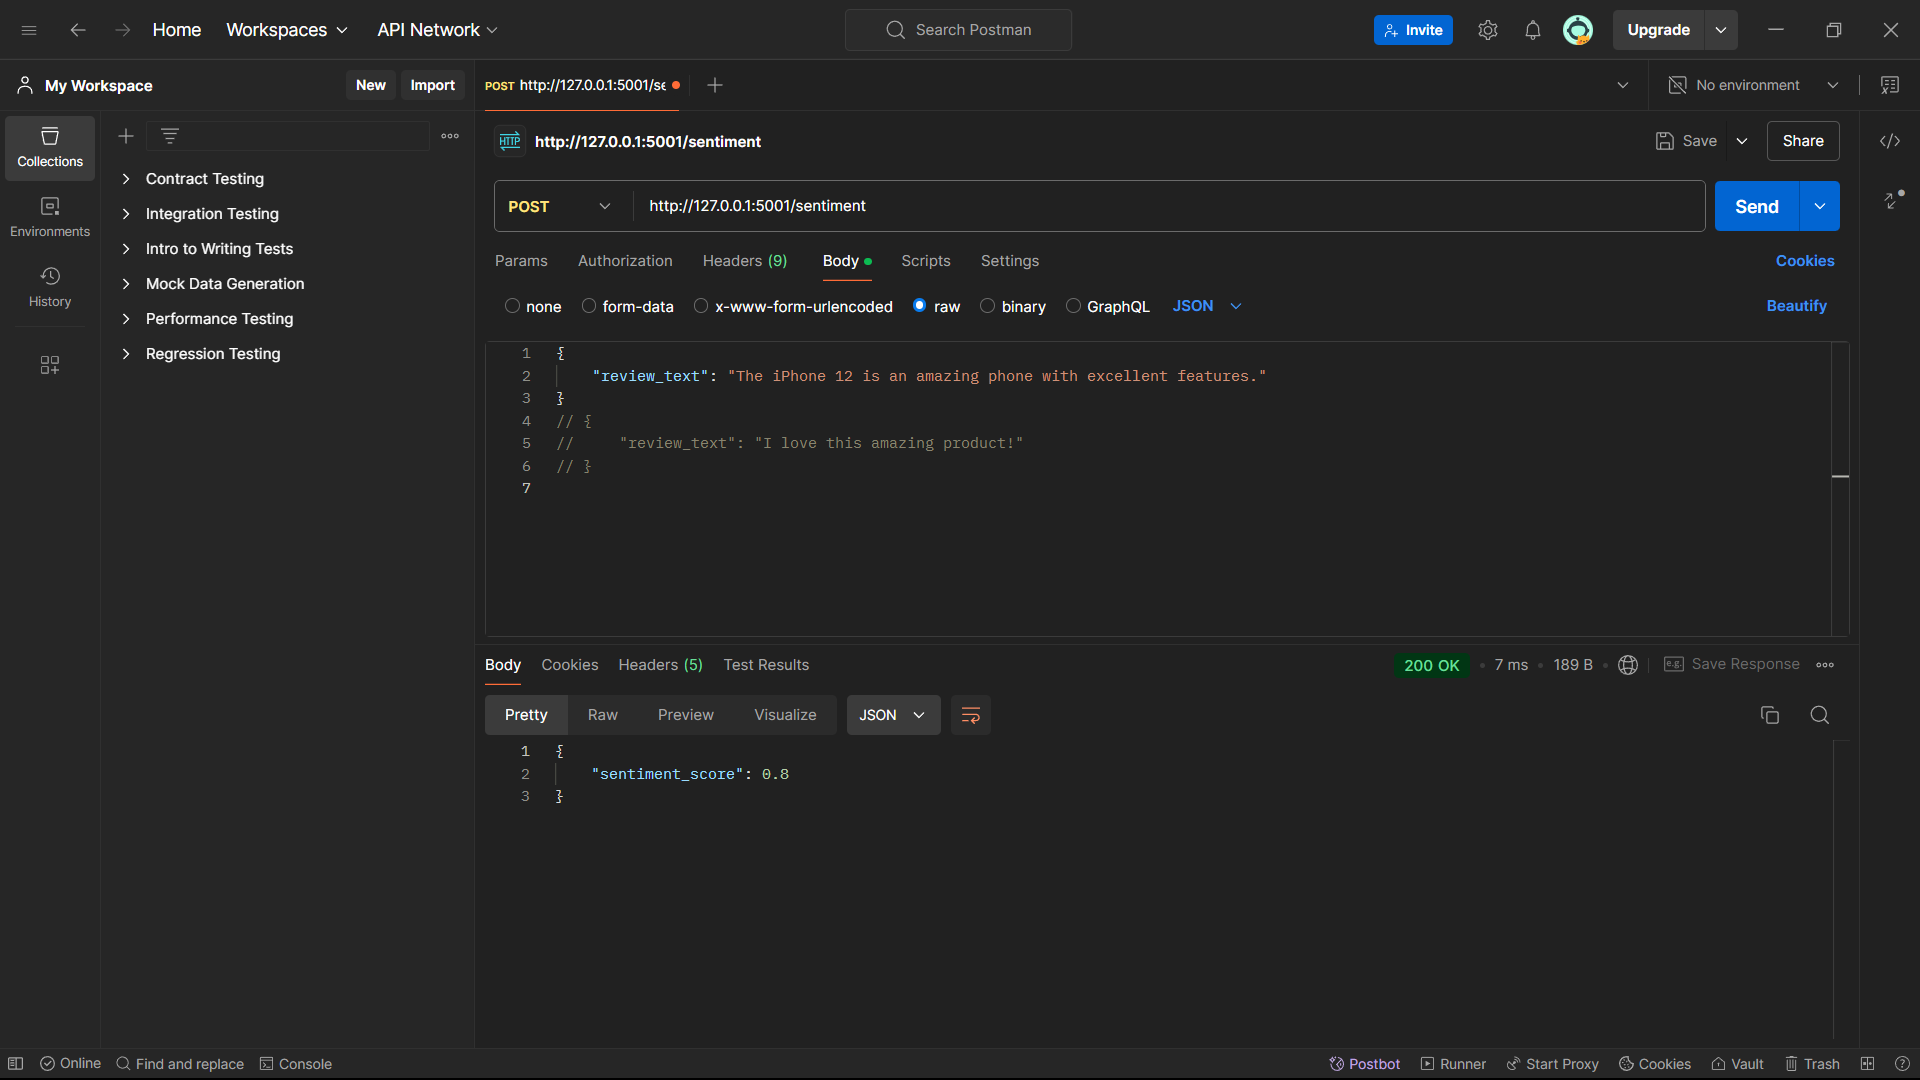 Home Workspaces API Network Search Postman Invite Upgrade
My Workspace New Import POST http://127.0.0.1:5001/se No environment
Collections
Environments
History
Contract Testing
Integration Testing
Intro to Writing Tests
Mock Data Generation
Performance Testing
Regression Testing
HTTP http://127.0.0.1:5001/sentiment Save Share
POST http://127.0.0.1:5001/sentiment Send
Params Authorization Headers (9) Body Scripts Settings Cookies
none form-data x-www-form-urlencoded raw binary GraphQL JSON Beautify
1 {
2 "review_text": "The iPhone 12 is an amazing phone with excellent features."
3 }
4 // {
5 // "review_text": "I love this amazing product!"
6 // }
7
Body Cookies Headers (5) Test Results 200 OK • 7 ms • 189 B • e.g. Save Response
Pretty Raw Preview Visualize JSON
1 {
2 "sentiment_score": 0.8
3 }
Online Find and replace Console Postbot Runner Start Proxy Cookies Vault Trash